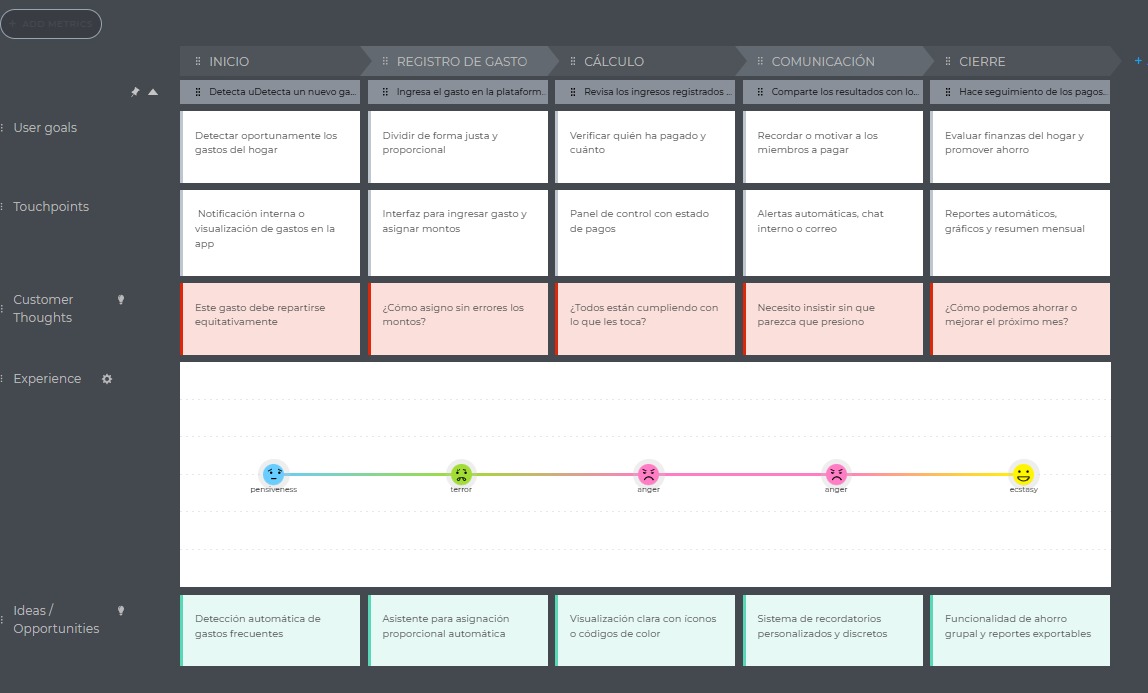 + ADD METRICS
INICIO
REGISTRO DE GASTO
CÁLCULO
COMUNICACIÓN
CIERRE
+
Detecta uDetecta un nuevo ga...
Ingresa el gasto en la plataform...
Revisa los ingresos registrados ...
Comparte los resultados con lo...
Hace seguimiento de los pagos...
User goals
Detectar oportunamente los
gastos del hogar
Dividir de forma justa y
proporcional
Verificar quién ha pagado y
cuánto
Recordar o motivar a los
miembros a pagar
Evaluar finanzas del hogar y
promover ahorro
Touchpoints
Notificación interna o
visualización de gastos en la
app
Interfaz para ingresar gasto y
asignar montos
Panel de control con estado
de pagos
Alertas automáticas, chat
interno o correo
Reportes automáticos,
gráficos y resumen mensual
Customer
Thoughts
Este gasto debe repartirse
equitativamente
¿Cómo asigno sin errores los
montos?
¿Todos están cumpliendo con
lo que les toca?
Necesito insistir sin que
parezca que presiono
¿Cómo podemos ahorrar o
mejorar el próximo mes?
Experience
pensiveness
terror
anger
anger
ecstasy
Ideas /
Opportunities
Detección automática de
gastos frecuentes
Asistente para asignación
proporcional automática
Visualización clara con íconos
o códigos de color
Sistema de recordatorios
personalizados y discretos
Funcionalidad de ahorro
grupal y reportes exportables